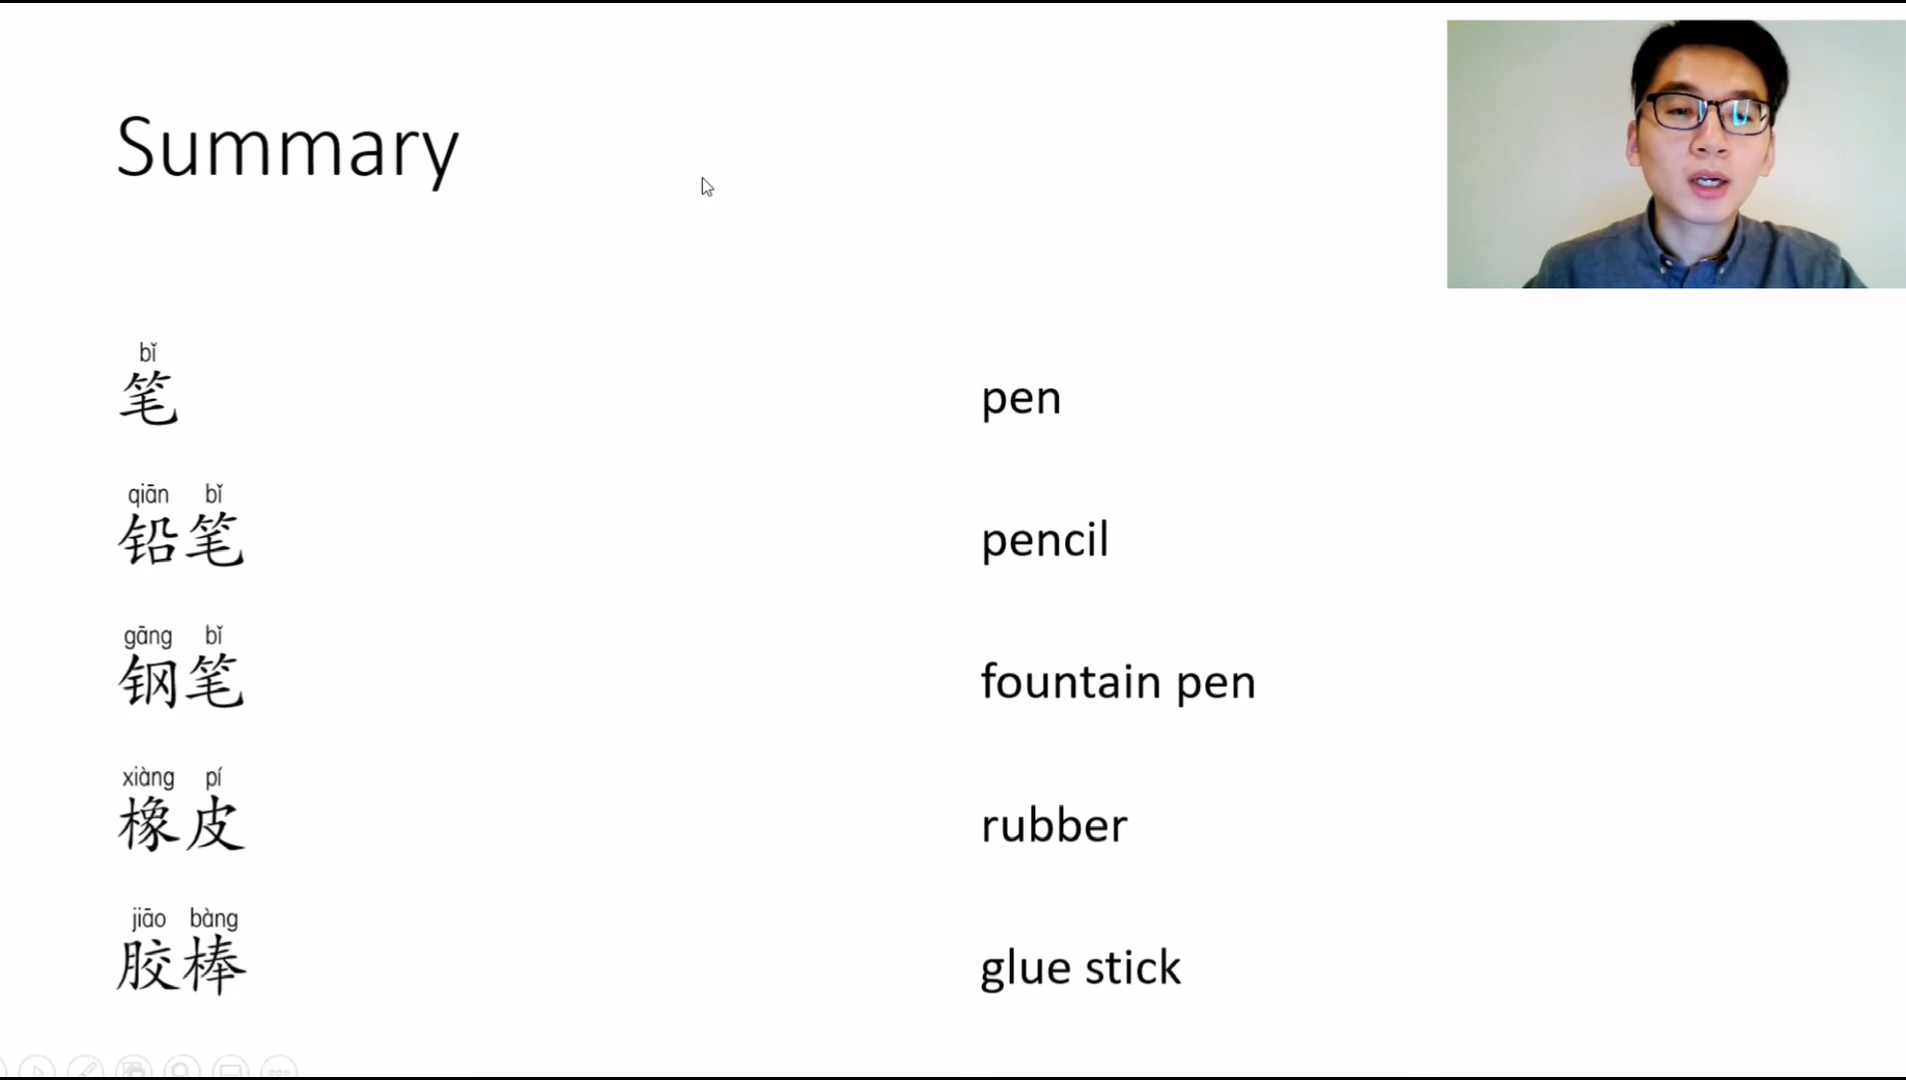 Summary
bǐ
笔
pen
qiān bǐ
铅笔
pencil
gāng bǐ
钢笔
fountain pen
xiàng pí
橡皮
rubber
jiāo bàng
胶棒
glue stick